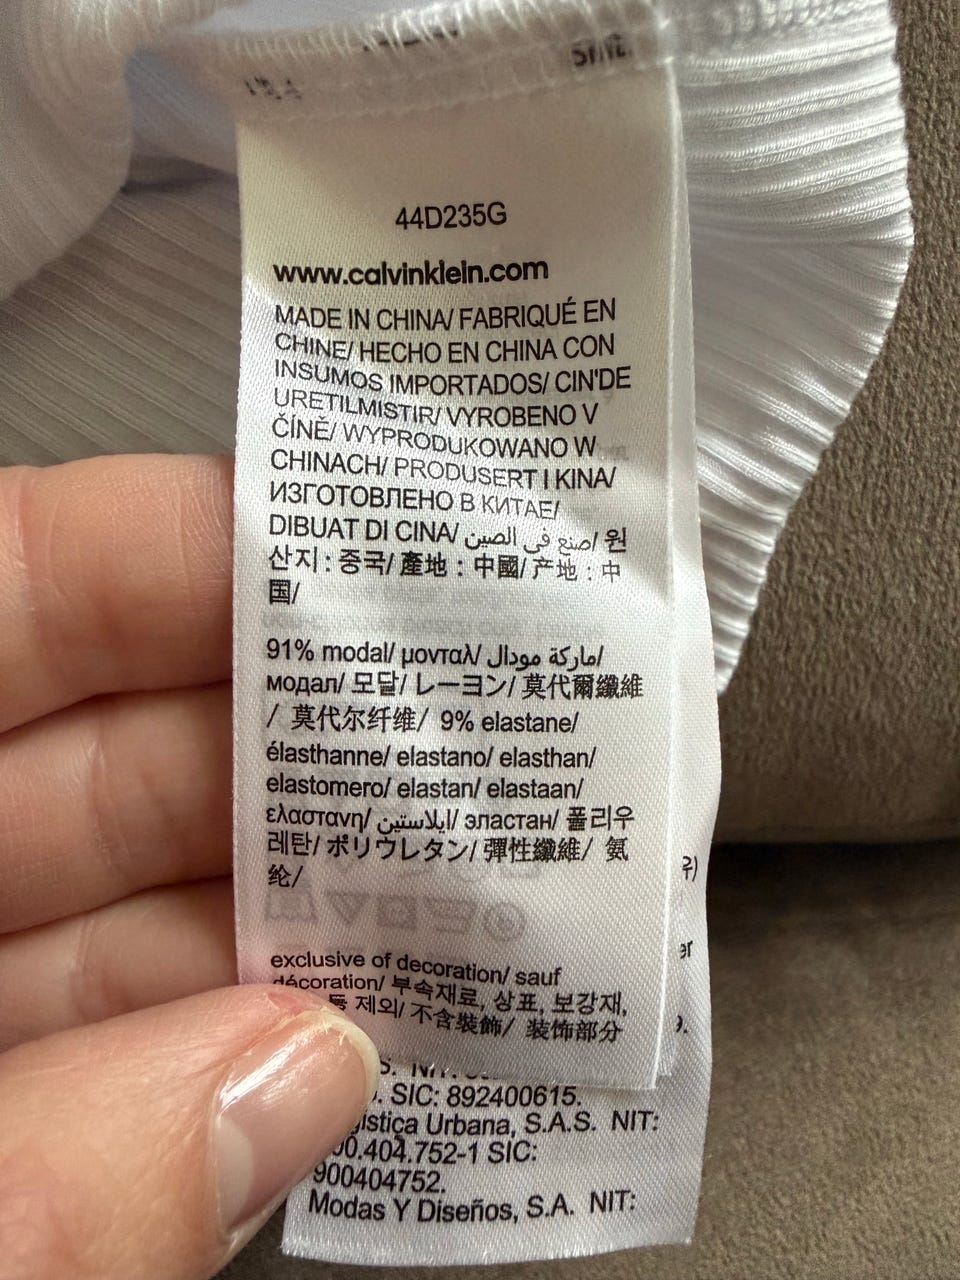 44D235G
www.calvinklein.com
MADE IN CHINA/ FABRIQUÉ EN
CHINE/ HECHO EN CHINA CON
INSUMOS IMPORTADOS/ CIN'DE
URETILMISTIR/ VYROBENO V
ČÍNĚ/ WYPRODUKOWANO W
CHINACH/ PRODUSERT I KINA/
ИЗГОТОВЛЕНО В КИТАЕ/
DIBUAT DI CINA/ صنع في الصين/ 원
산지 : 중국/ 產地 : 中國/ 产地 : 中
国/
91% modal/ μονταλ/ ماركة مودال/
модал/ 모달/ レーヨン/ 莫代爾纖維
/ 莫代尔纤维/ 9% elastane/
élasthanne/ elastano/ elasthan/
elastomero/ elastan/ elastaan/
ελαστανη/ ايلاستين/ эластан/ 폴리우
레탄/ ポリウレタン/ 彈性纖維/ 氨
纶/
exclusive of decoration/ sauf
décoration/ 부속재료, 상표, 보강재,
제외/ 不含裝飾/ 装饰部分
SIC: 892400615.
Urbana, S.A.S. NIT:
SIC:
900404752.
Modas Y Diseños, S.A. NIT: